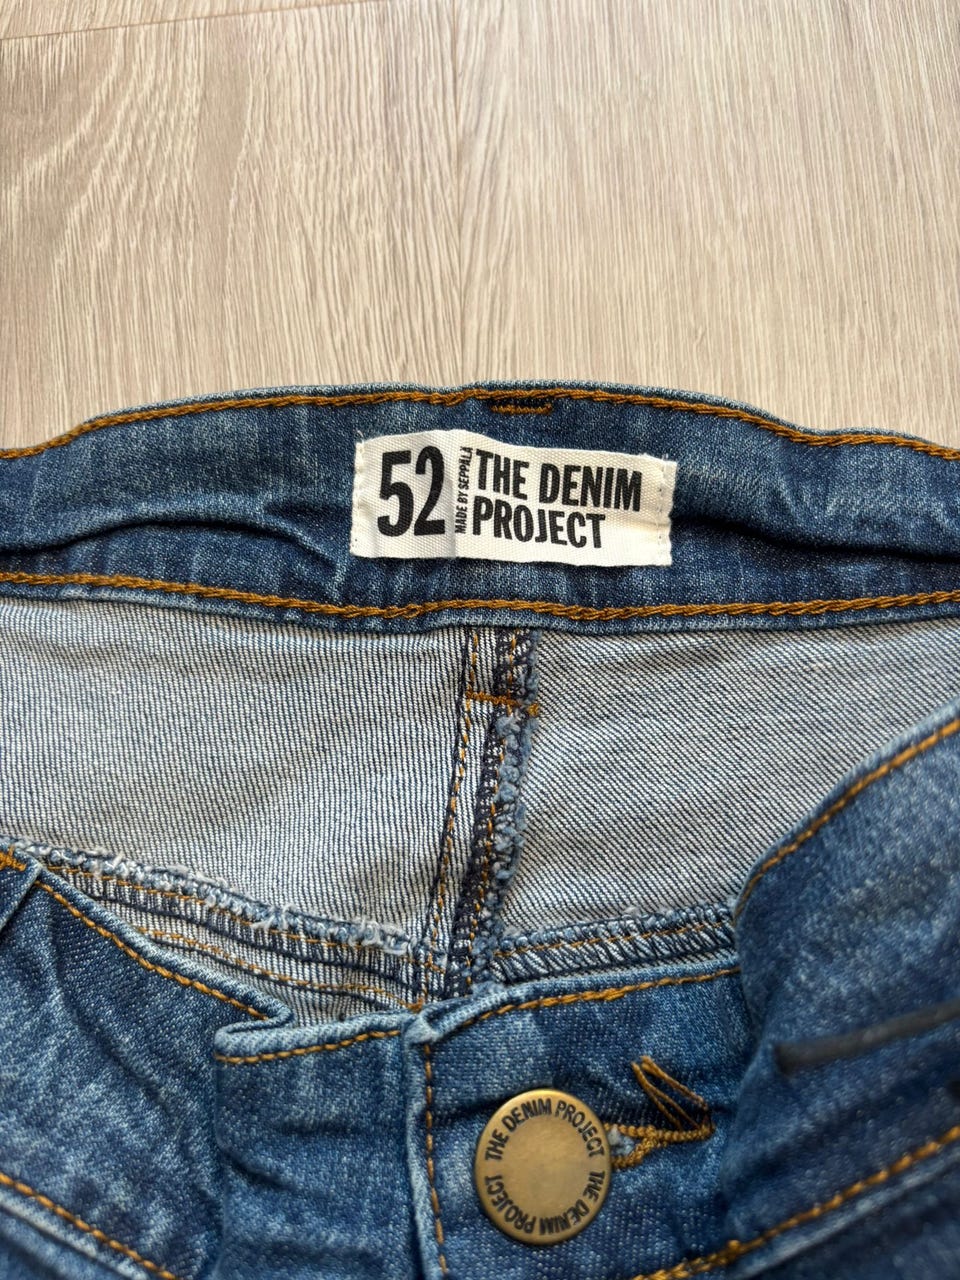 52
MADE BY SEPPÄLÄ
THE DENIM
PROJECT
THE DENIM PROJECT THE DENIM PROJECT